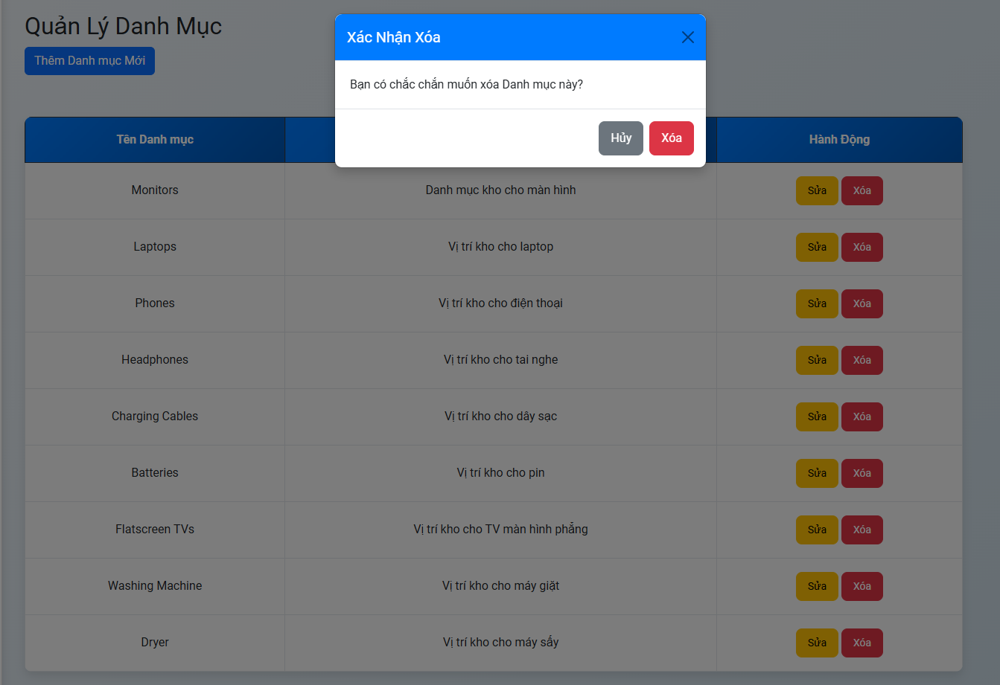 Quản Lý Danh Mục
Thêm Danh mục Mới
Xác Nhận Xóa
Bạn có chắc chắn muốn xóa Danh mục này?
Hủy Xóa
Tên Danh mục Hành Động
Monitors Danh mục kho cho màn hình Sửa Xóa
Laptops Vị trí kho cho laptop Sửa Xóa
Phones Vị trí kho cho điện thoại Sửa Xóa
Headphones Vị trí kho cho tai nghe Sửa Xóa
Charging Cables Vị trí kho cho dây sạc Sửa Xóa
Batteries Vị trí kho cho pin Sửa Xóa
Flatscreen TVs Vị trí kho cho TV màn hình phẳng Sửa Xóa
Washing Machine Vị trí kho cho máy giặt Sửa Xóa
Dryer Vị trí kho cho máy sấy Sửa Xóa